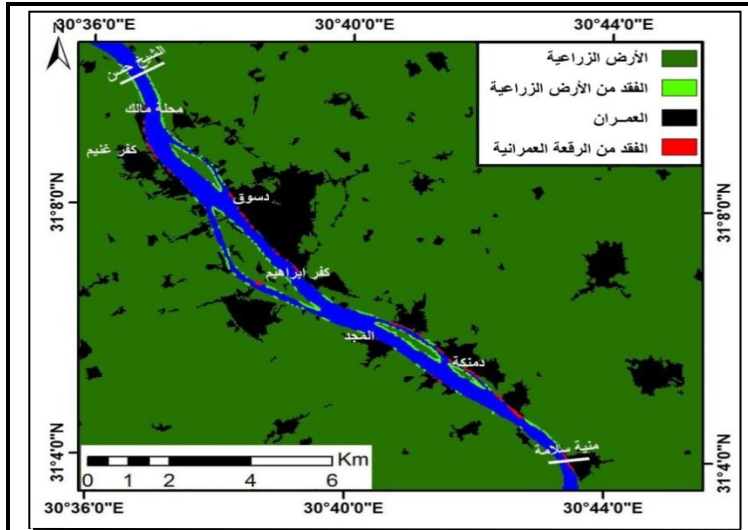 30°36'0"E 30°40'0"E 30°44'0"E
N
الأرض الزراعية
الفقد من الأرض الزراعية
العمــران
الفقد من الرقعة العمرانية
الشيخ حسن
محلة مالك
كفر غنيم
دسوق
31°8'0"N 31°8'0"N
كفر ابراهيم
المجد
دمنكة
منية سلامة
31°4'0"N 31°4'0"N
Km
0 1 2 4 6
30°36'0"E 30°40'0"E 30°44'0"E